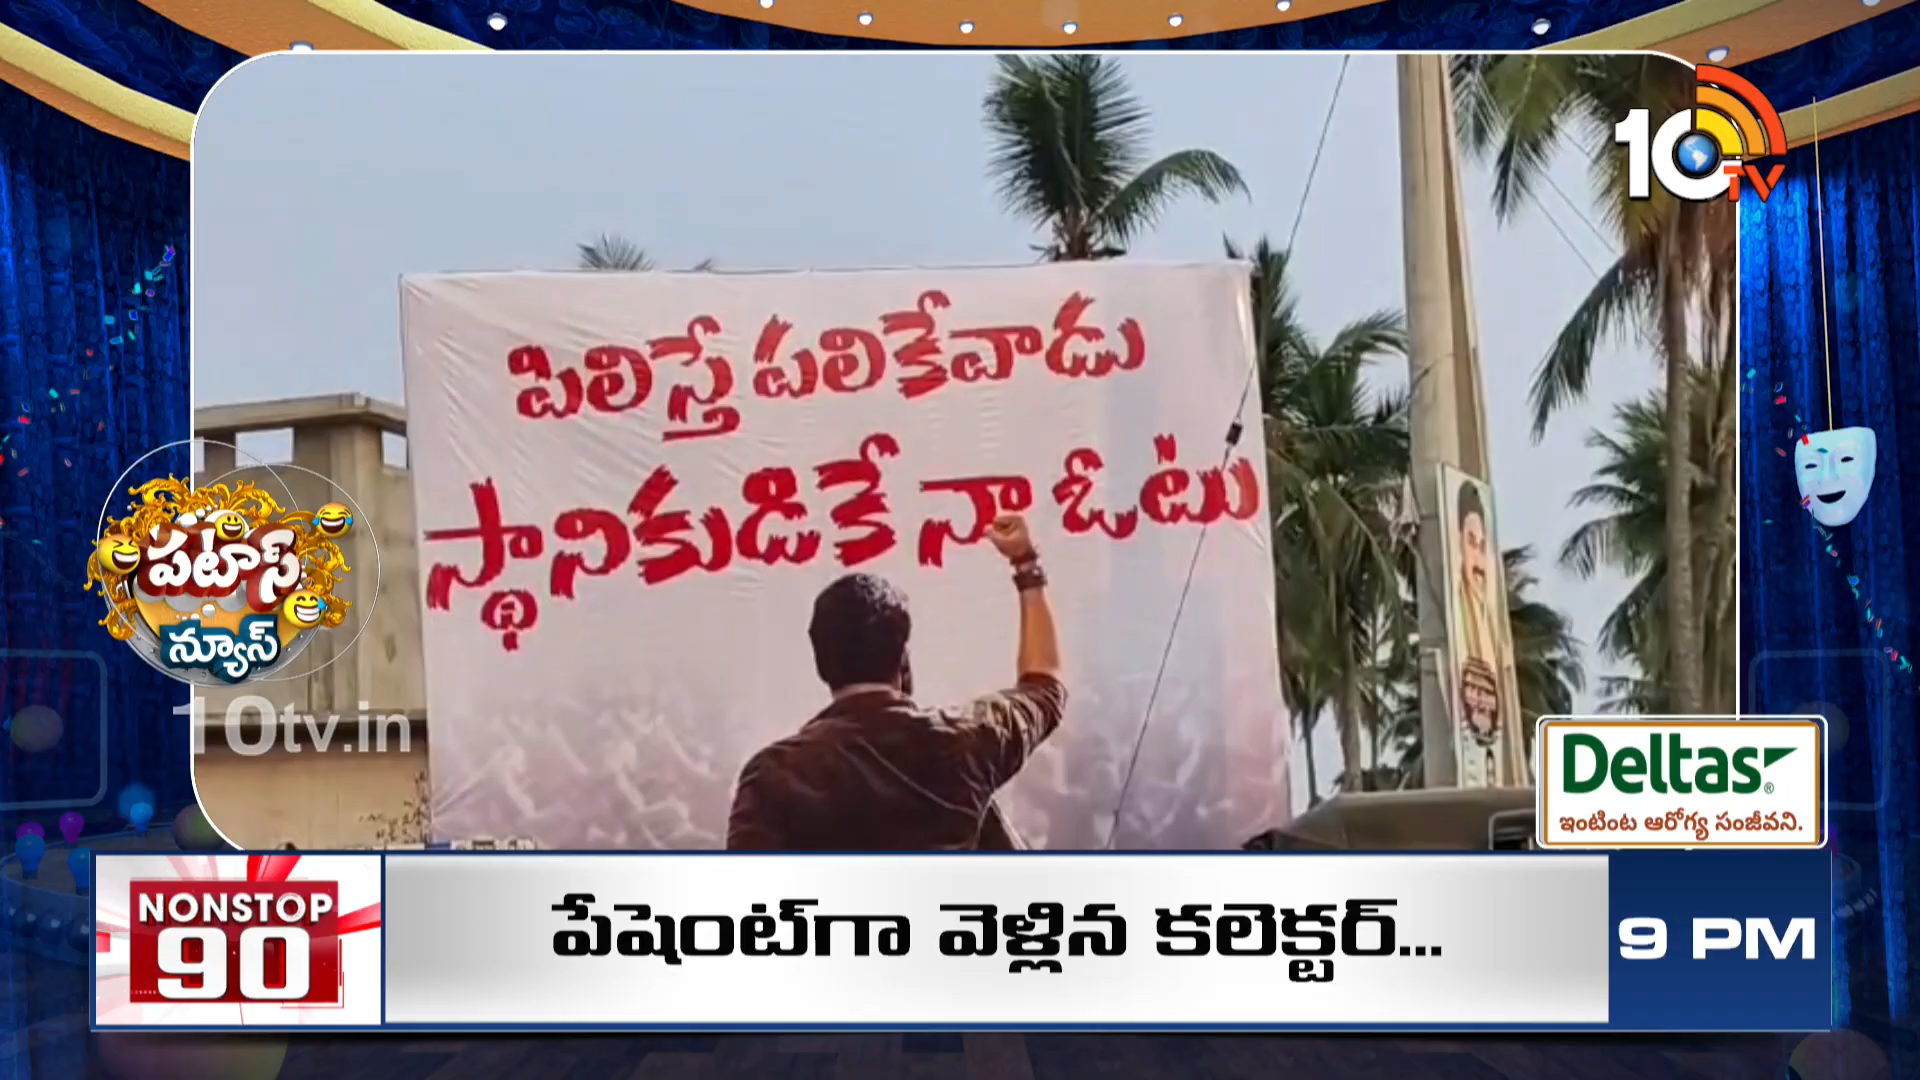 10TV
పిలిస్తే పలికేవాడు
స్థానికుడికే నా ఓటు
పటాస్
న్యూస్
10tv.in
Deltas®
ఇంటింట ఆరోగ్య సంజీవని.
NONSTOP
90
పేషెంట్‌గా వెళ్లిన కలెక్టర్...
9 PM